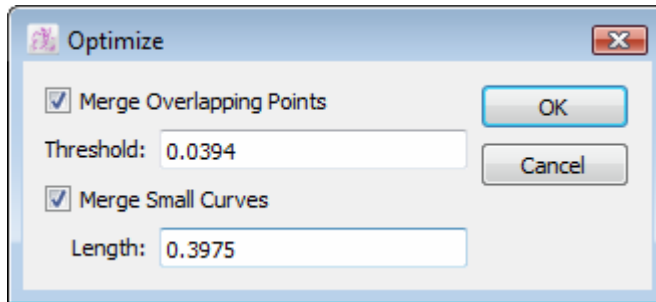 Optimize
Merge Overlapping Points
OK
Threshold: 0.0394
Cancel
Merge Small Curves
Length: 0.3975